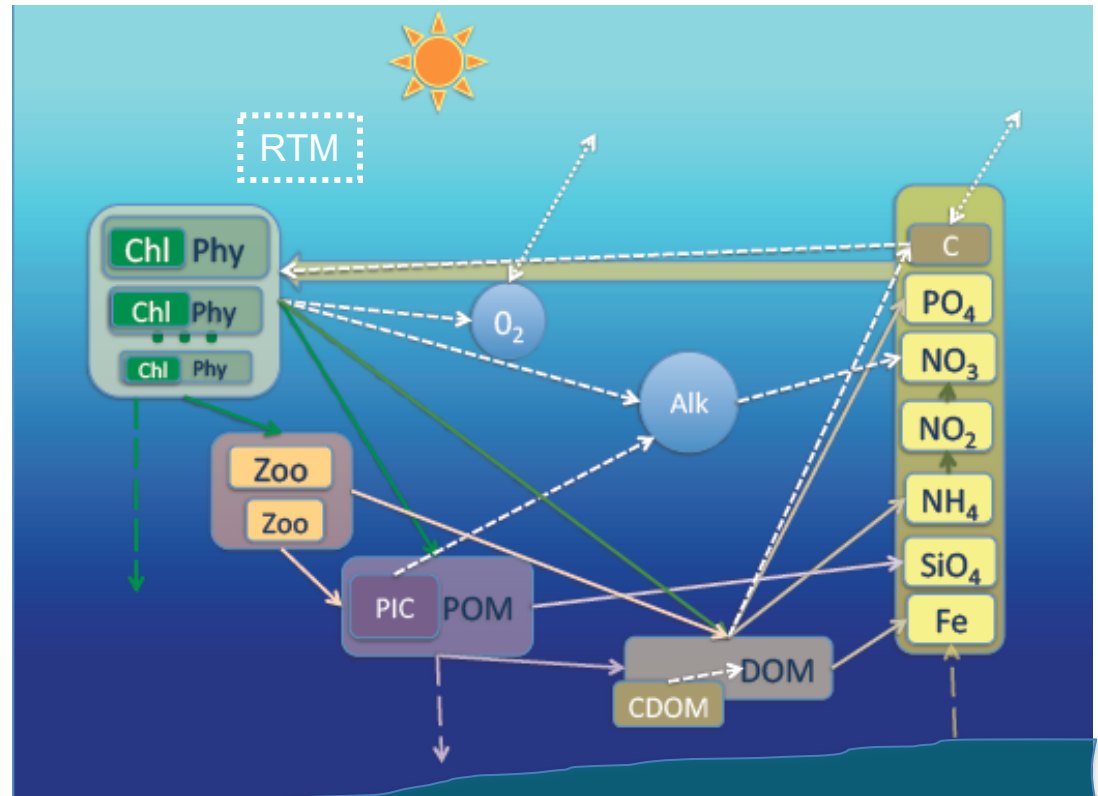 RTM
Chl Phy
Chl Phy
Chl Phy
C
PO4
NO3
NO2
NH4
SiO4
Fe
O2
Alk
Zoo
Zoo
PIC POM
DOM
CDOM